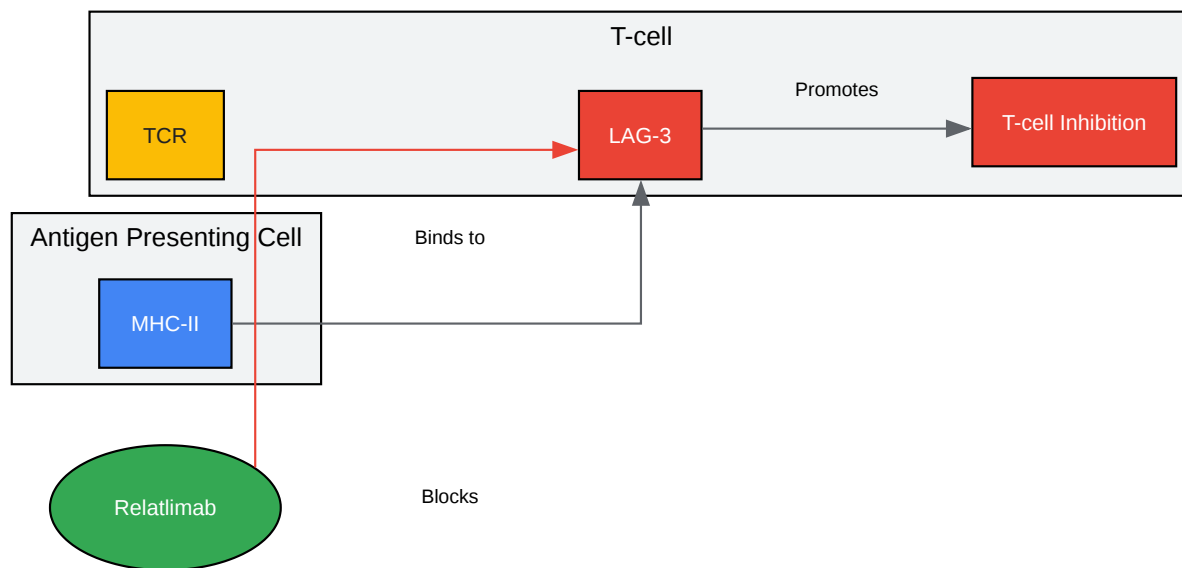 T-cell
Promotes
TCR
LAG-3
T-cell Inhibition
Antigen Presenting Cell
Binds to
MHC-II
Relatlimab
Blocks